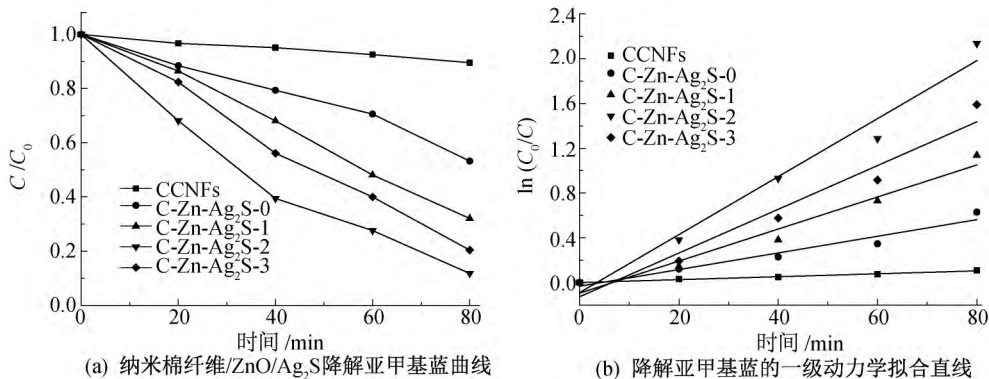 1.0
0.8
0.6
0.4
0.2
0.0
C/C₀
CCNFs
C-Zn-Ag₂S-0
C-Zn-Ag₂S-1
C-Zn-Ag₂S-2
C-Zn-Ag₂S-3
0 20 40 60 80
时间 /min
(a) 纳米棉纤维/ZnO/Ag₂S降解亚甲基蓝曲线
2.0
1.6
1.2
0.8
0.4
0.0
ln (C₀/C)
CCNFs
C-Zn-Ag₂S-0
C-Zn-Ag₂S-1
C-Zn-Ag₂S-2
C-Zn-Ag₂S-3
0 20 40 60 80
时间 /min
(b) 降解亚甲基蓝的一级动力学拟合直线